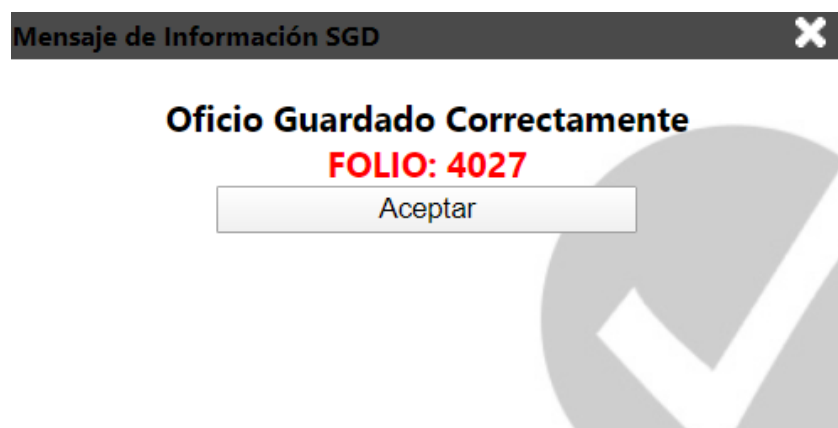 Mensaje de Información SGD
Oficio Guardado Correctamente
FOLIO: 4027
Aceptar